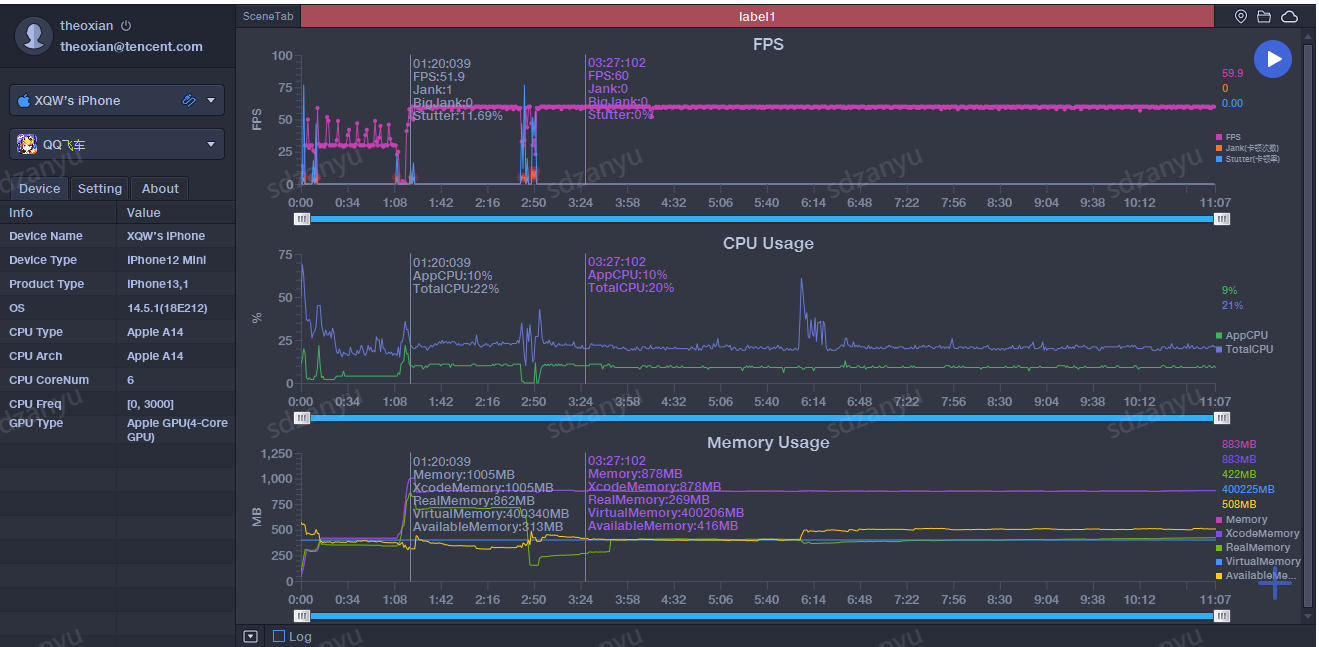 theoxian
theoxian@tencent.com
XQW's iPhone
QQ飞车
Device Setting About
Info Value
Device Name XQW's iPhone
Device Type iPhone12 Mini
Product Type iPhone13,1
OS 14.5.1(18E212)
CPU Type Apple A14
CPU Arch Apple A14
CPU CoreNum 6
CPU Freq [0, 3000]
GPU Type Apple GPU(4-Core
GPU)
SceneTab label1
FPS
100
75
50
25
0
FPS
01:20:039
FPS:51.9
Jank:1
BigJank:0
Stutter:11.69%
03:27:102
FPS:60
Jank:0
BigJank:0
Stutter:0%
59.9
0
0.00
FPS
Jank(卡顿次数)
Stutter(卡顿率)
0:00 0:34 1:08 1:42 2:16 2:50 3:24 3:58 4:32 5:06 5:40 6:14 6:48 7:22 7:56 8:30 9:04 9:38 10:12 11:07
CPU Usage
75
50
25
0
%
01:20:039
AppCPU:10%
TotalCPU:22%
03:27:102
AppCPU:10%
TotalCPU:20%
9%
21%
AppCPU
TotalCPU
0:00 0:34 1:08 1:42 2:16 2:50 3:24 3:58 4:32 5:06 5:40 6:14 6:48 7:22 7:56 8:30 9:04 9:38 10:12 11:07
Memory Usage
1,250
1,000
750
500
250
0
MB
01:20:039
Memory:1005MB
XcodeMemory:1005MB
RealMemory:862MB
VirtualMemory:400340MB
AvailableMemory:313MB
03:27:102
Memory:878MB
XcodeMemory:878MB
RealMemory:269MB
VirtualMemory:400206MB
AvailableMemory:416MB
883MB
883MB
422MB
400225MB
508MB
Memory
XcodeMemory
RealMemory
VirtualMemory
AvailableMe...
0:00 0:34 1:08 1:42 2:16 2:50 3:24 3:58 4:32 5:06 5:40 6:14 6:48 7:22 7:56 8:30 9:04 9:38 10:12 11:07
Log
sdzanyu
sdzanyu
sdzanyu
sdzanyu
sdzanyu
sdzanyu
sdzanyu
sdzanyu